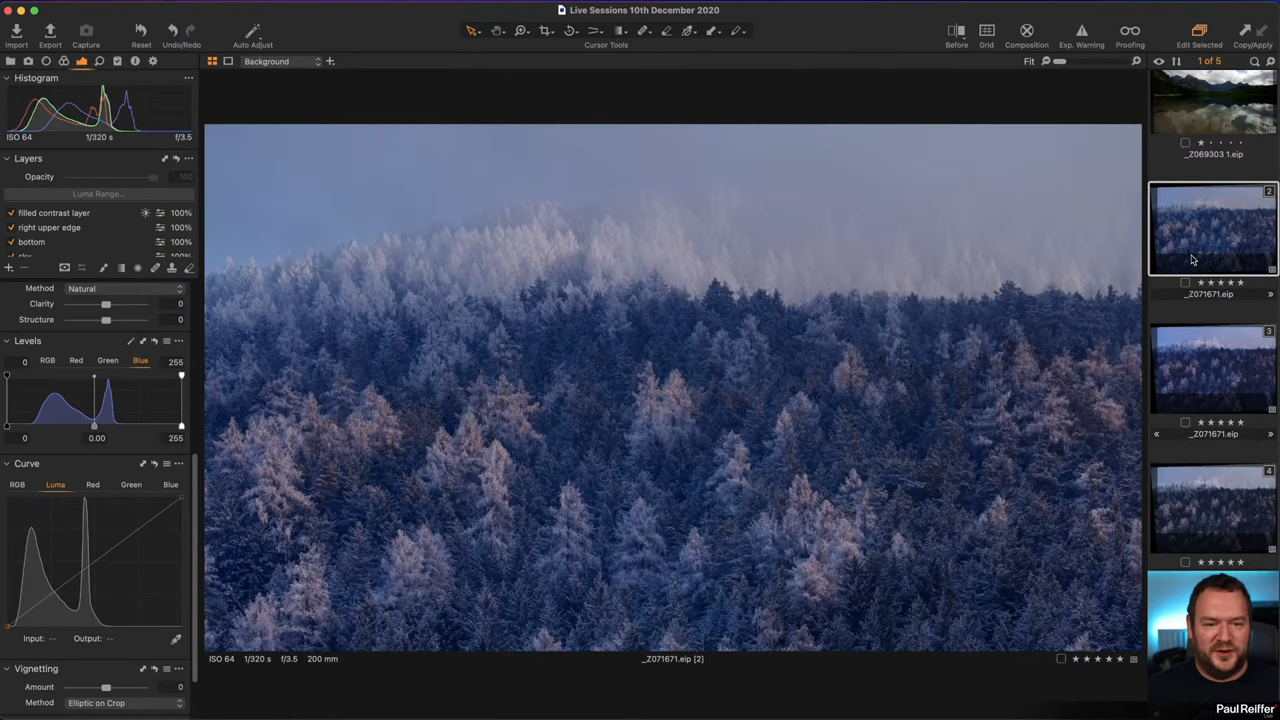 Live Sessions 10th December 2020
Import Export Capture Reset Undo/Redo Auto Adjust Cursor Tools Before Grid Composition Exp. Warning Proofing Edit Selected Copy/Apply
Background Fit 1 of 5
Histogram
ISO 64 1/320 s f/3.5
Layers
Opacity 100
Luma Range...
filled contrast layer 100%
right upper edge 100%
bottom 100%
Method Natural
Clarity 0
Structure 0
Levels
0 RGB Red Green Blue 255
0 0.00 255
Curve
RGB Luma Red Green Blue
Input: -- Output: --
Vignetting
Amount 0
Method Elliptic on Crop
ISO 64 1/320 s f/3.5 200 mm _Z071671.eip [2]
_Z069303 1.eip
2
_Z071671.eip
3
_Z071671.eip
4
Paul Reiffer
Live